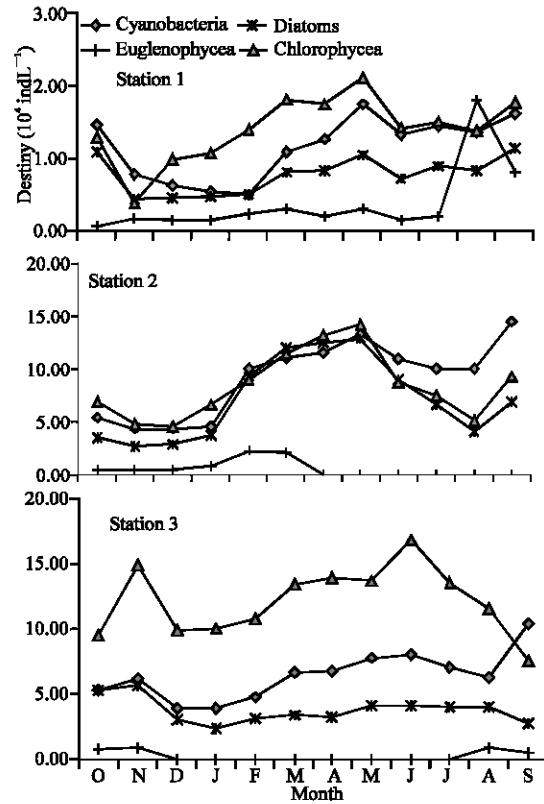 3.00
Cyanobacteria Diatoms
Euglenophycea Chlorophycea
Station 1
2.00
1.00
0.00
Destiny (10⁴ indL⁻¹)
20.00
Station 2
15.00
10.00
5.00
0.00
20.00
Station 3
15.00
10.00
5.00
0.00
O N D J F M A M J J A S
Month